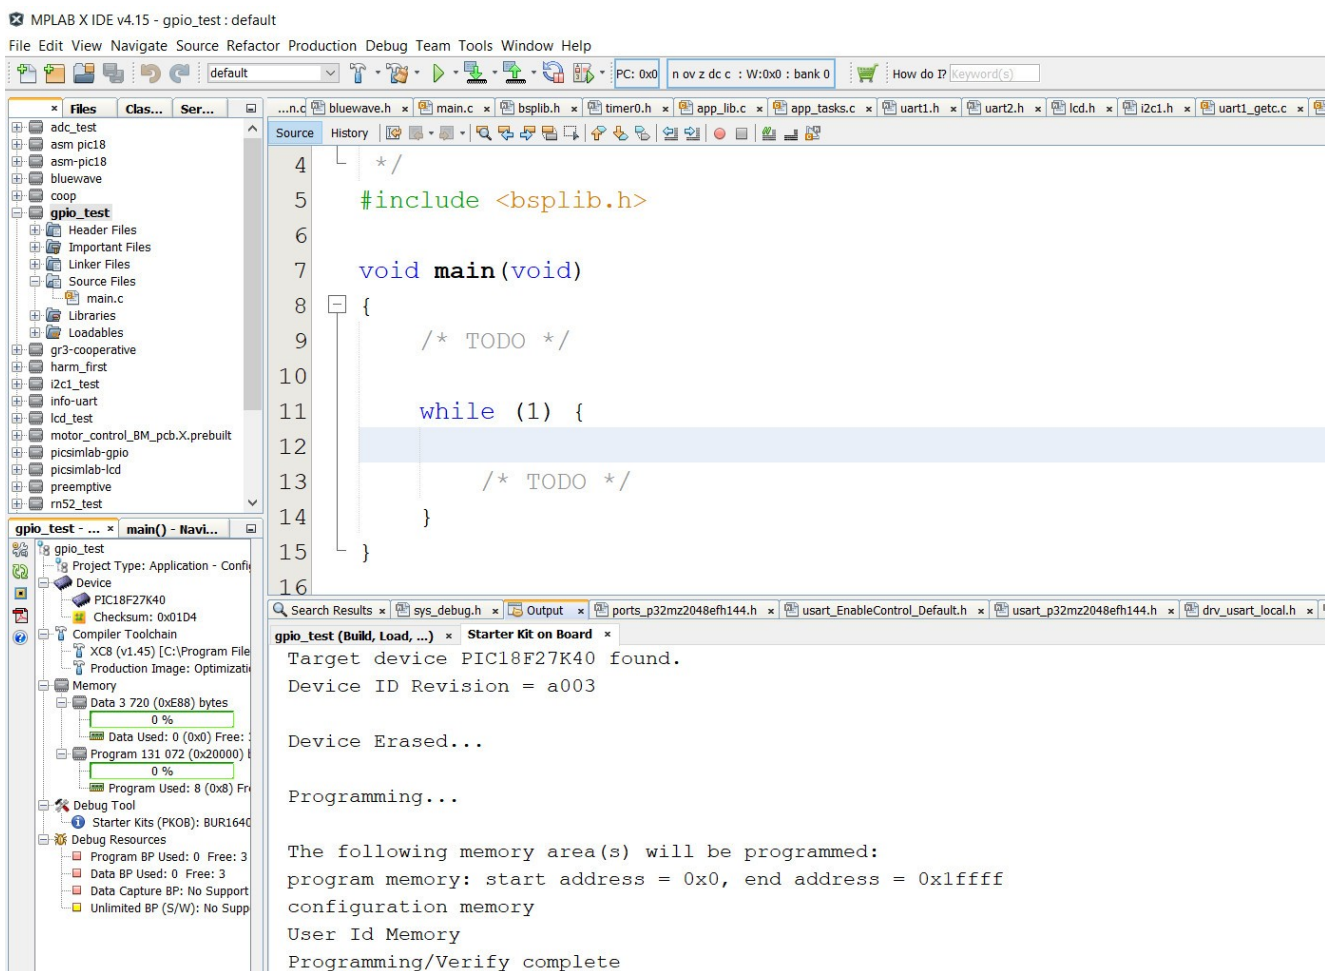 MPLAB X IDE v4.15 - gpio_test : default
File Edit View Navigate Source Refactor Production Debug Team Tools Window Help
default
PC: 0x0
n ov z dc c : W:0x0 : bank 0
How do I? Keyword(s)
Files Clas... Ser...
adc_test
asm pic18
asm-pic18
bluewave
coop
gpio_test
Header Files
Important Files
Linker Files
Source Files
main.c
Libraries
Loadables
gr3-cooperative
harm_first
i2c1_test
info-uart
lcd_test
motor_control_BM_pcb.X.prebuilt
picsimlab-gpio
picsimlab-lcd
preemptive
rn52_test
gpio_test - ... main() - Navi...
gpio_test
Project Type: Application - Config
Device
PIC18F27K40
Checksum: 0x01D4
Compiler Toolchain
XC8 (v1.45) [C:\Program File
Production Image: Optimizati
Memory
Data 3 720 (0xE88) bytes
0 %
Data Used: 0 (0x0) Free:
Program 131 072 (0x20000)
0 %
Program Used: 8 (0x8) Fr
Debug Tool
Starter Kits (PKOB): BUR1640
Debug Resources
Program BP Used: 0 Free: 3
Data BP Used: 0 Free: 3
Data Capture BP: No Support
Unlimited BP (S/W): No Supp
...n.c bluewave.h main.c bsplib.h timer0.h app_lib.c app_tasks.c uart1.h uart2.h lcd.h i2c1.h uart1_getc.c
Source History
4 */
5 #include <bsplib.h>
6
7 void main(void)
8 {
9 /* TODO */
10
11 while (1) {
12
13 /* TODO */
14 }
15 }
16
Search Results sys_debug.h Output ports_p32mz2048efh144.h usart_EnableControl_Default.h usart_p32mz2048efh144.h drv_usart_local.h
gpio_test (Build, Load, ...) Starter Kit on Board
Target device PIC18F27K40 found.
Device ID Revision = a003
Device Erased...
Programming...
The following memory area(s) will be programmed:
program memory: start address = 0x0, end address = 0x1ffff
configuration memory
User Id Memory
Programming/Verify complete